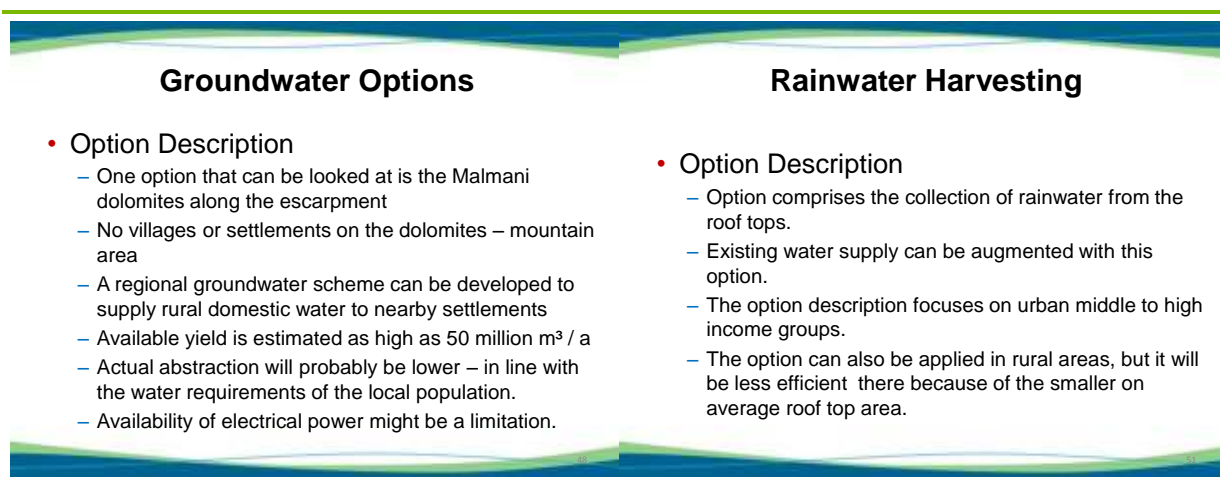 Groundwater Options
• Option Description
– One option that can be looked at is the Malmani
dolomites along the escarpment
– No villages or settlements on the dolomites – mountain
area
– A regional groundwater scheme can be developed to
supply rural domestic water to nearby settlements
– Available yield is estimated as high as 50 million m³ / a
– Actual abstraction will probably be lower – in line with
the water requirements of the local population.
– Availability of electrical power might be a limitation.
Rainwater Harvesting
• Option Description
– Option comprises the collection of rainwater from the
roof tops.
– Existing water supply can be augmented with this
option.
– The option description focuses on urban middle to high
income groups.
– The option can also be applied in rural areas, but it will
be less efficient there because of the smaller on
average roof top area.